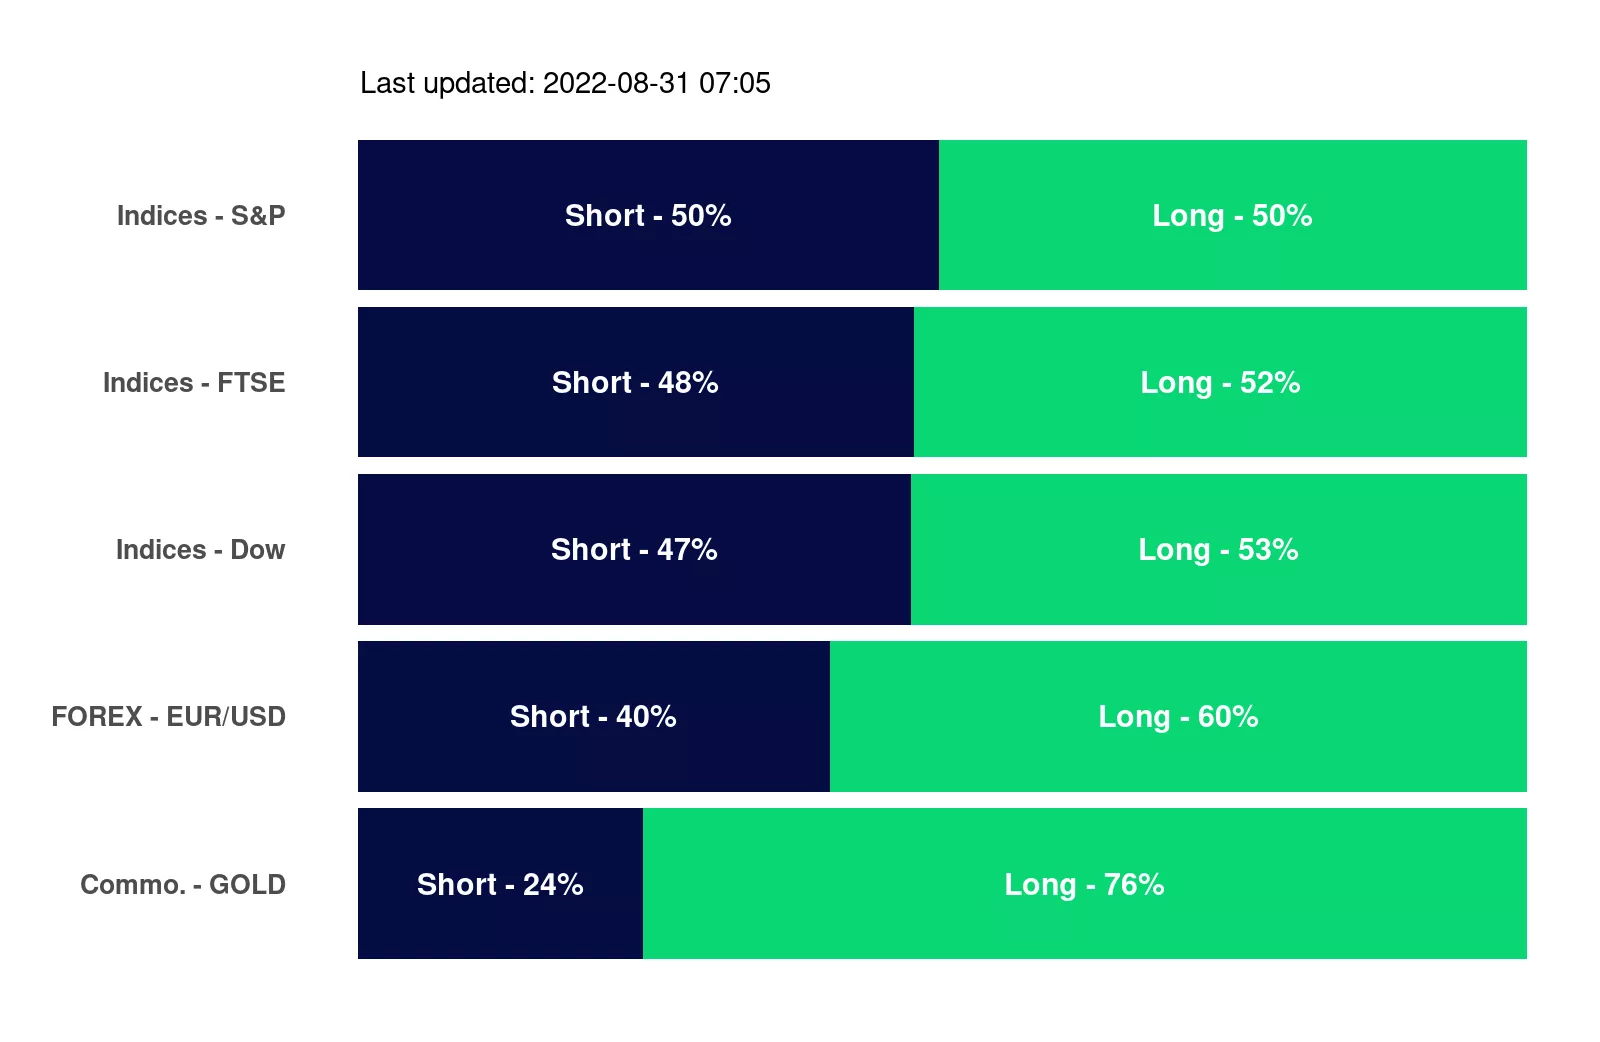 Last updated: 2022-08-31 07:05
Indices - S&P
Short - 50%
Long - 50%
Indices - FTSE
Short - 48%
Long - 52%
Indices - Dow
Short - 47%
Long - 53%
FOREX - EUR/USD
Short - 40%
Long - 60%
Commo. - GOLD
Short - 24%
Long - 76%